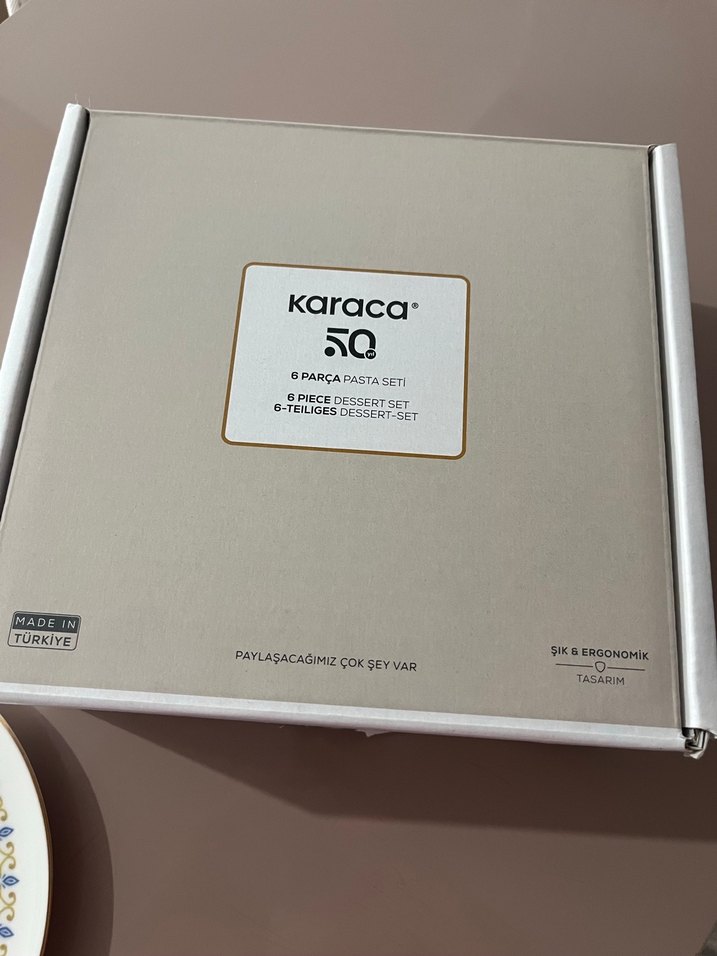 Karaca®
50 yıl
6 PARÇA PASTA SETİ
6 PIECE DESSERT SET
6-TEILIGES DESSERT-SET
MADE IN
TÜRKİYE
PAYLAŞACAĞIMIZ ÇOK ŞEY VAR
ŞIK & ERGONOMİK
TASARIM